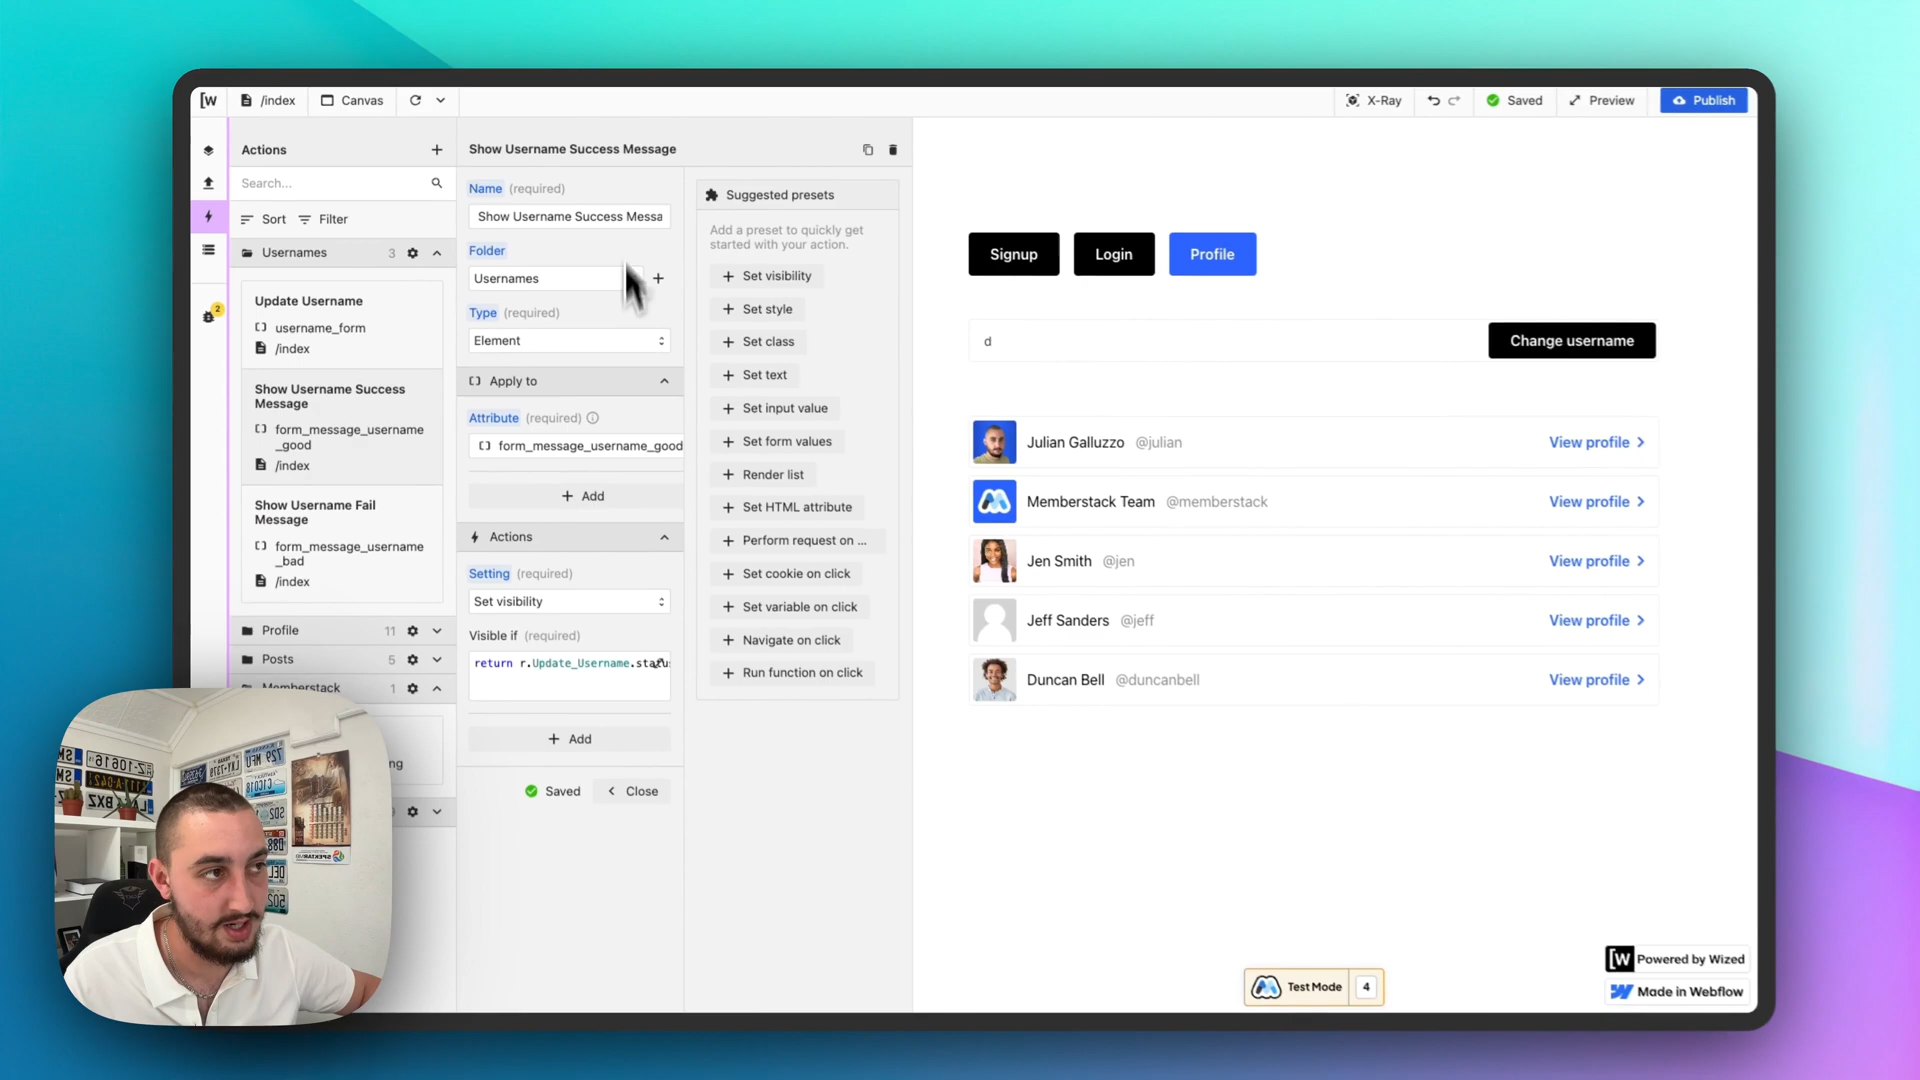 [W
/index
Canvas
X-Ray
Saved
Preview
Publish
Actions
Search...
Sort
Filter
Usernames
3
Update Username
username_form
/index
Show Username Success
Message
form_message_username
_good
/index
Show Username Fail
Message
form_message_username
_bad
/index
Profile
11
Posts
5
Memberstack
1
ng
2
Show Username Success Message
Name (required)
Show Username Success Messa
Folder
Usernames
Type (required)
Element
Apply to
Attribute (required)
form_message_username_good
Add
Actions
Setting (required)
Set visibility
Visible if (required)
return r.Update_Username.statu
Add
Saved
Close
Suggested presets
Add a preset to quickly get
started with your action.
Set visibility
Set style
Set class
Set text
Set input value
Set form values
Render list
Set HTML attribute
Perform request on ...
Set cookie on click
Set variable on click
Navigate on click
Run function on click
Signup
Login
Profile
d
Change username
Julian Galluzzo @julian
View profile
Memberstack Team @memberstack
View profile
Jen Smith @jen
View profile
Jeff Sanders @jeff
View profile
Duncan Bell @duncanbell
View profile
Test Mode
4
[W Powered by Wized
Made in Webflow